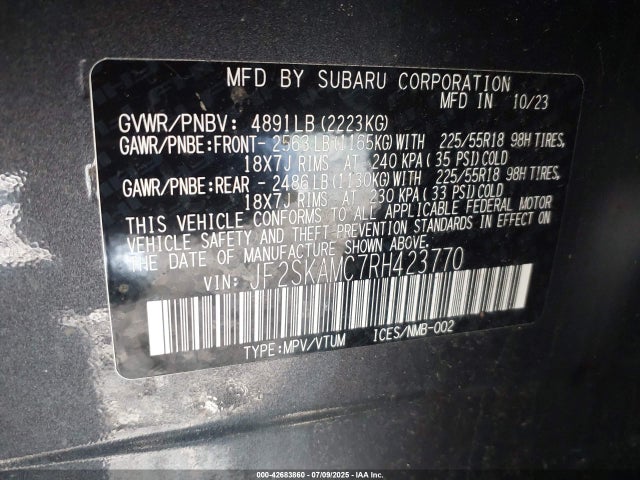 MFD BY SUBARU CORPORATION
MFD IN 10/23
GVWR/PNBV: 4891LB(2223KG)
GAWR/PNBE:FRONT- 2563LB(1165KG)WITH 225/55R18 98H TIRES,
18X7J RIMS AT 240 KPA(35 PSI)COLD
GAWR/PNBE:REAR - 2486LB(1130KG)WITH 225/55R18 98H TIRES,
18X7J RIMS AT 230 KPA(33 PSI)COLD
THIS VEHICLE CONFORMS TO ALL APPLICABLE FEDERAL MOTOR
VEHICLE SAFETY AND THEFT PREVENTION STANDARDS IN EFFECT ON
THE DATE OF MANUFACTURE SHOWN ABOVE.
VIN: JF2SKAMC7RH423770
TYPE:MPV/VTUM ICES/NMB-002
000-42683860 - 07/09/2025 - IAA Inc.